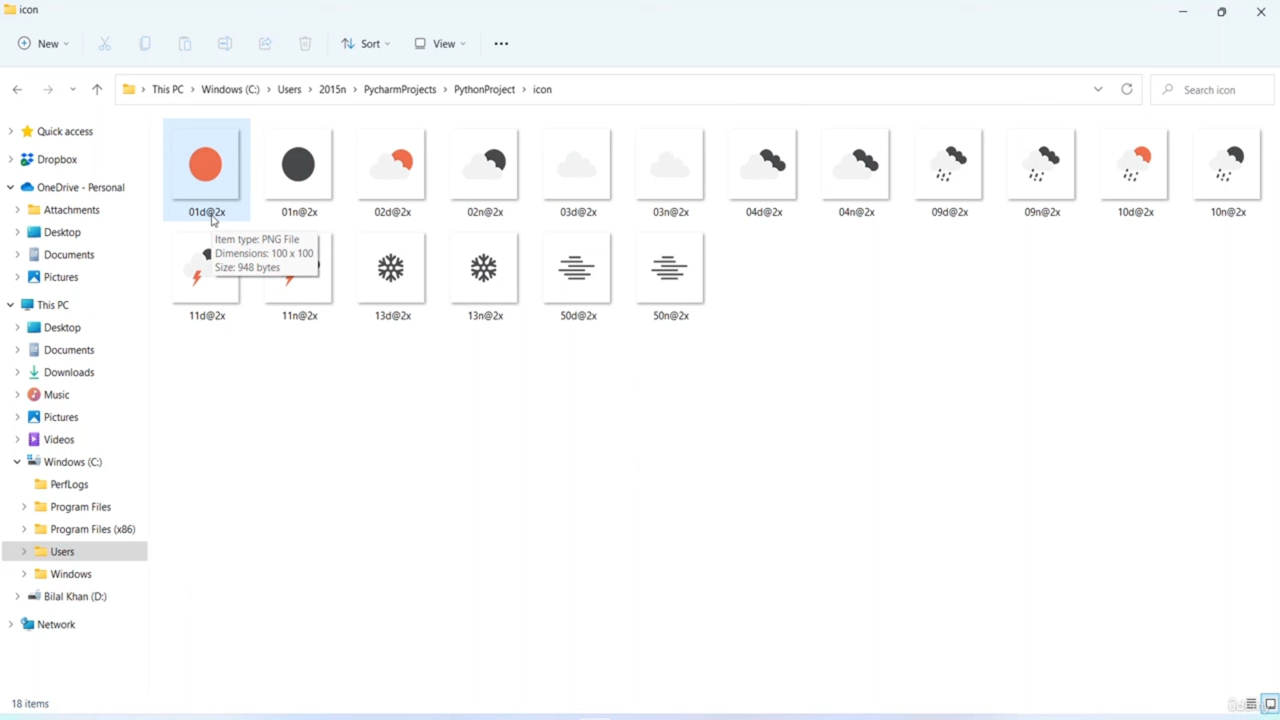 icon
New
Sort
View
This PC
Windows (C:)
Users
2015n
PycharmProjects
PythonProject
icon
Search icon
Quick access
Dropbox
OneDrive - Personal
Attachments
Desktop
Documents
Pictures
This PC
Desktop
Documents
Downloads
Music
Pictures
Videos
Windows (C:)
PerfLogs
Program Files
Program Files (x86)
Users
Windows
Bilal Khan (D:)
Network
01d@2x
01n@2x
02d@2x
02n@2x
03d@2x
03n@2x
04d@2x
04n@2x
09d@2x
09n@2x
10d@2x
10n@2x
Item type: PNG File
Dimensions: 100 x 100
Size: 948 bytes
11d@2x
11n@2x
13d@2x
13n@2x
50d@2x
50n@2x
18 items